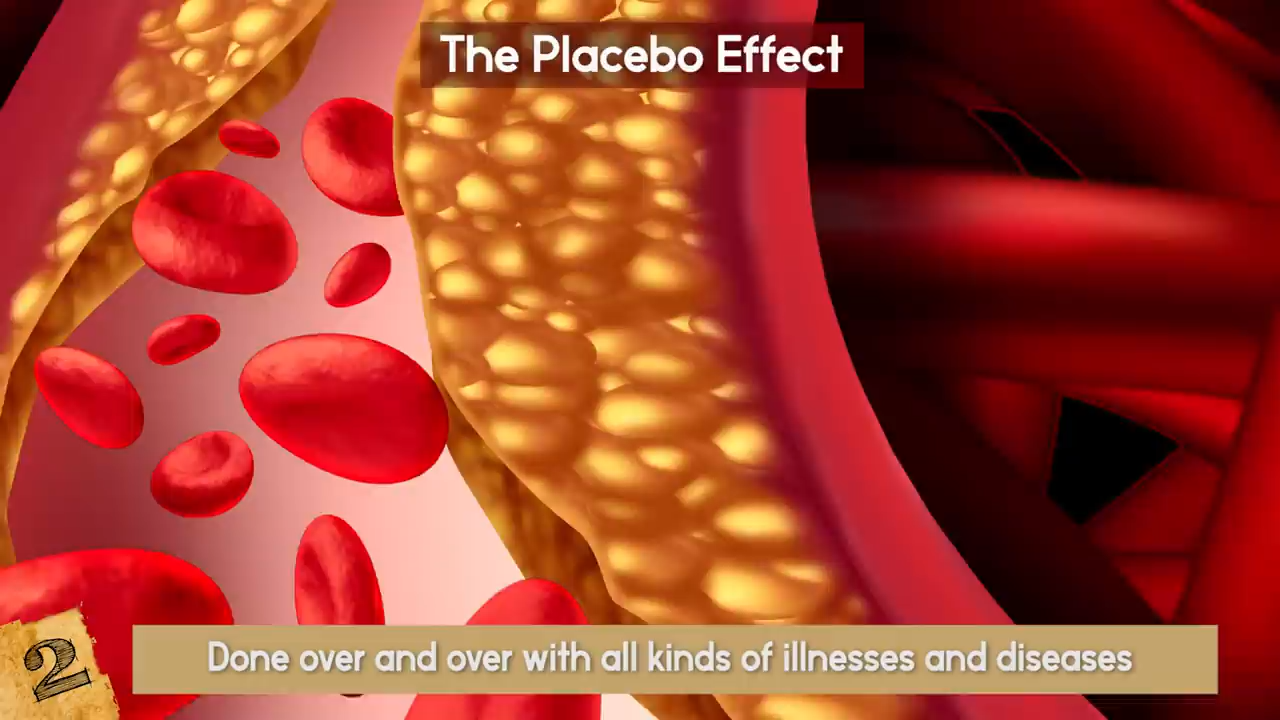 The Placebo Effect
Done over and over with all kinds of illnesses and diseases
2